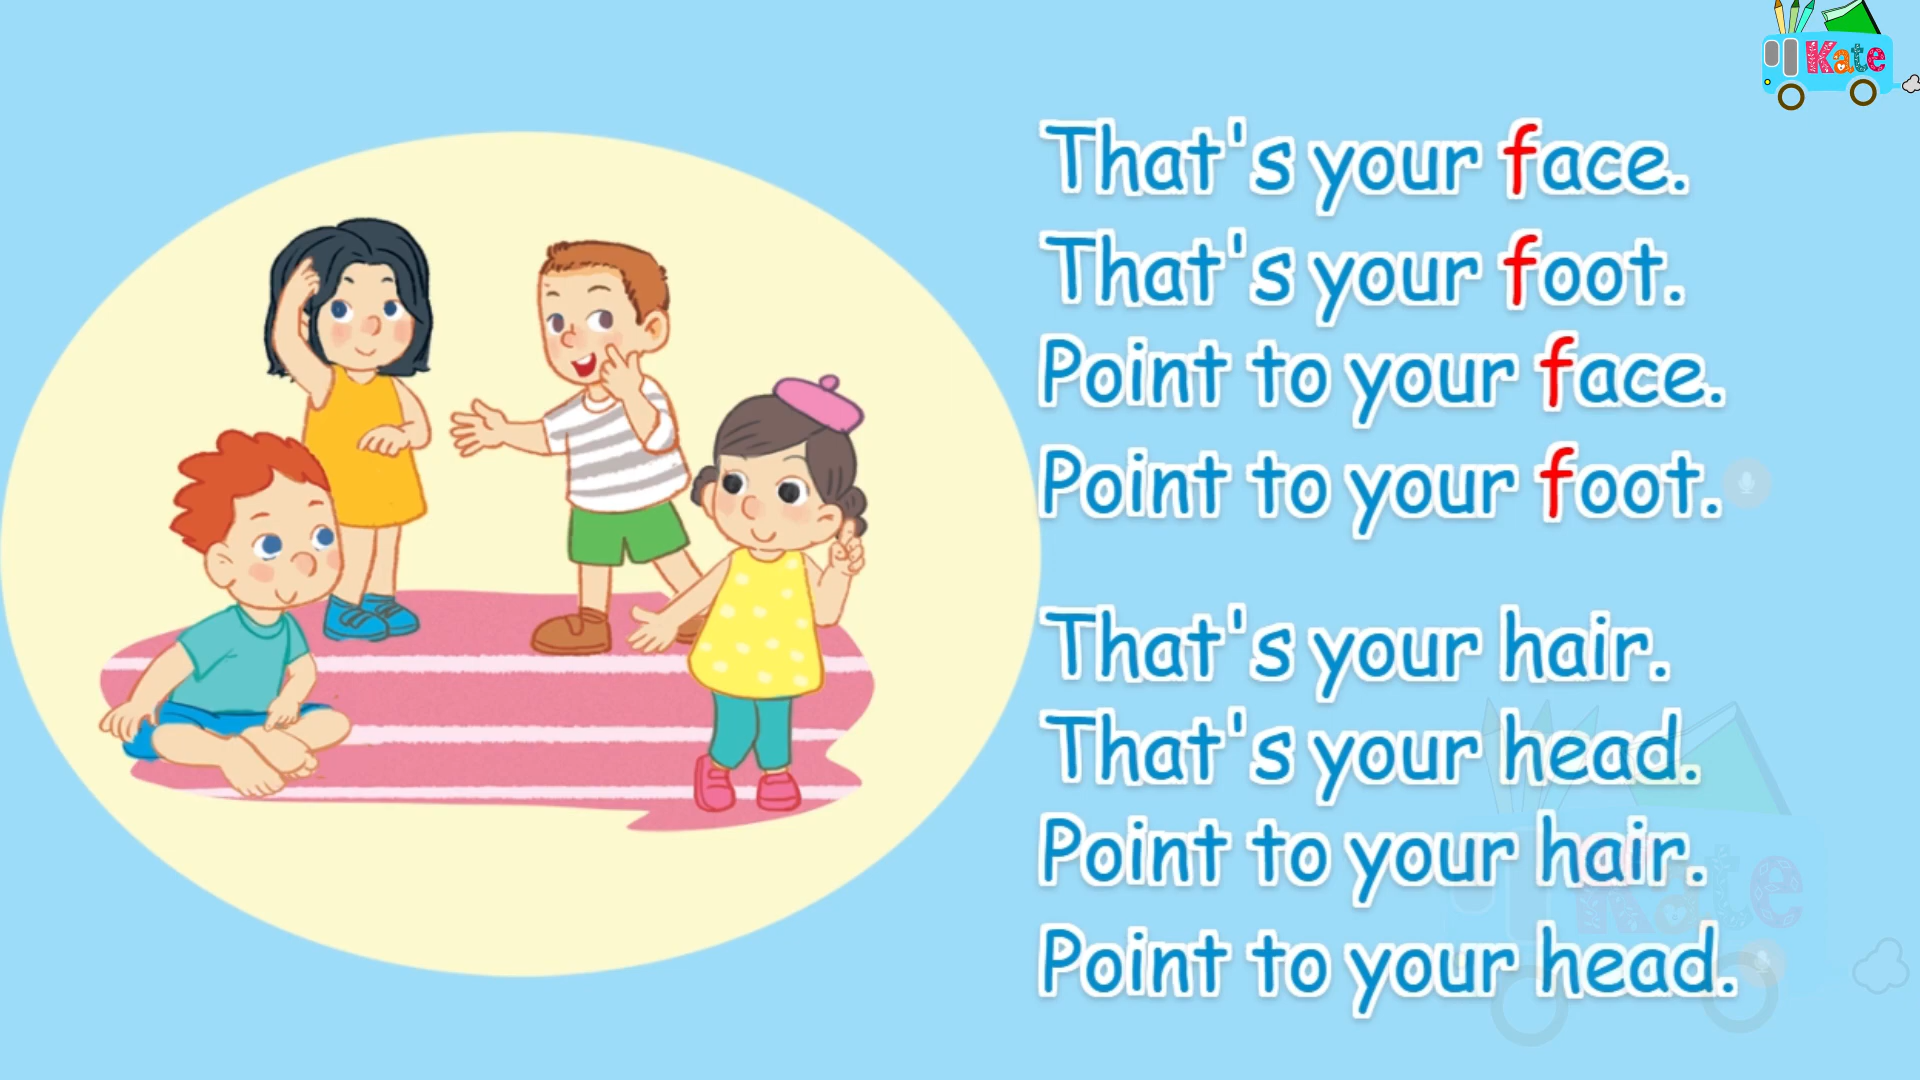 Kate
That's your face.
That's your foot.
Point to your face.
Point to your foot.
That's your hair.
That's your head.
Point to your hair.
Point to your head.
Kate